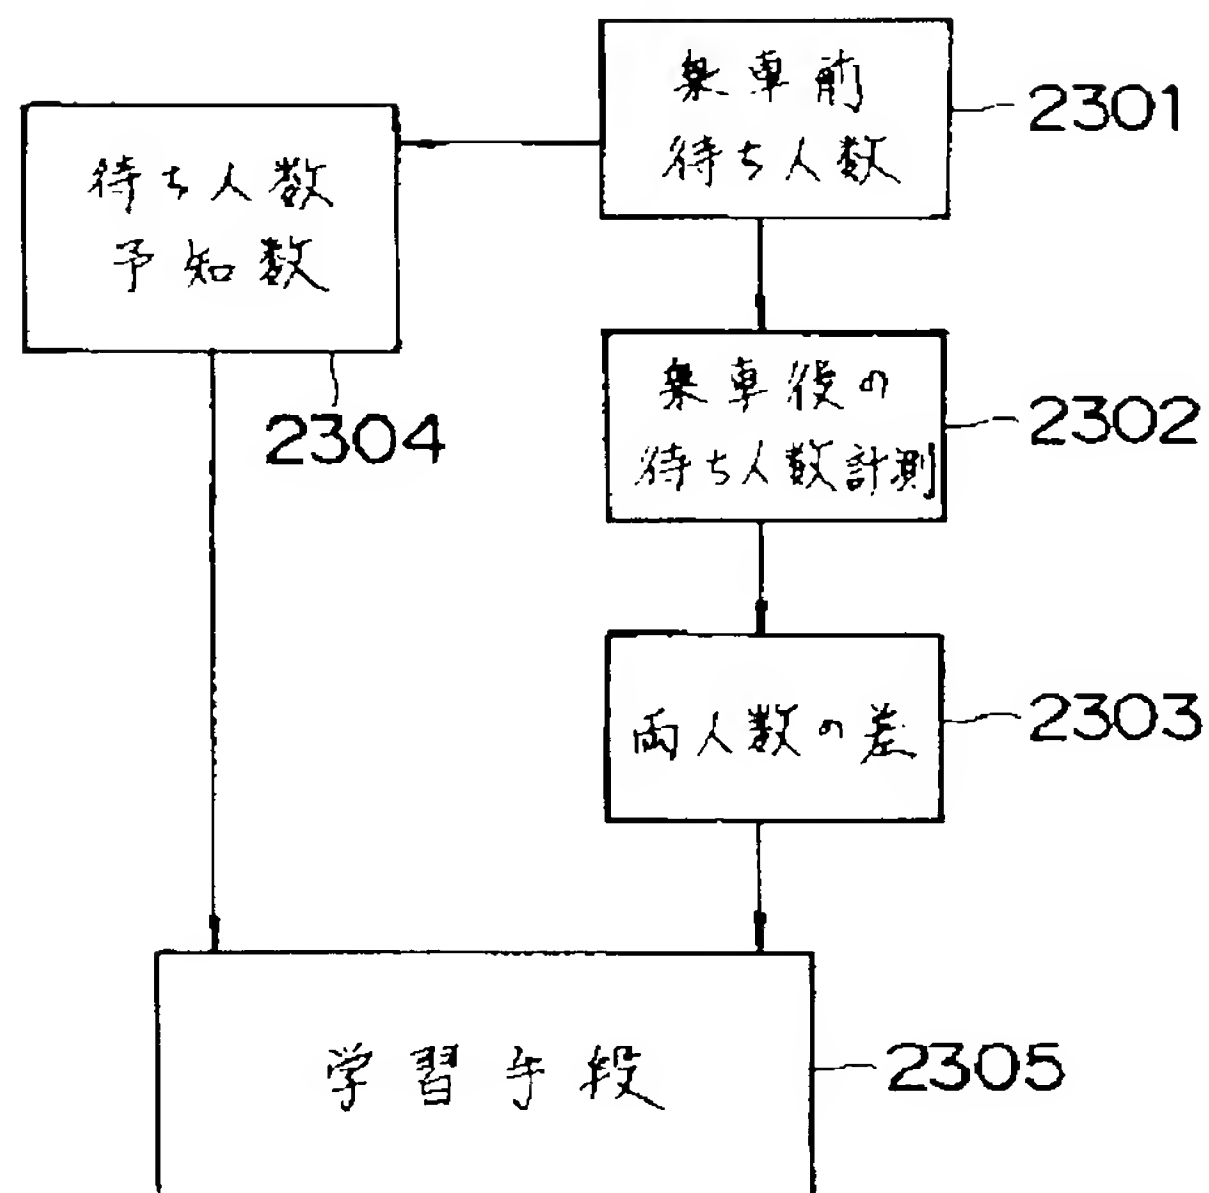 乗車前
待ち人数
2301
待ち人数
予知数
2304
乗車後の
待ち人数計測
2302
両人数の差
2303
学習手段
2305